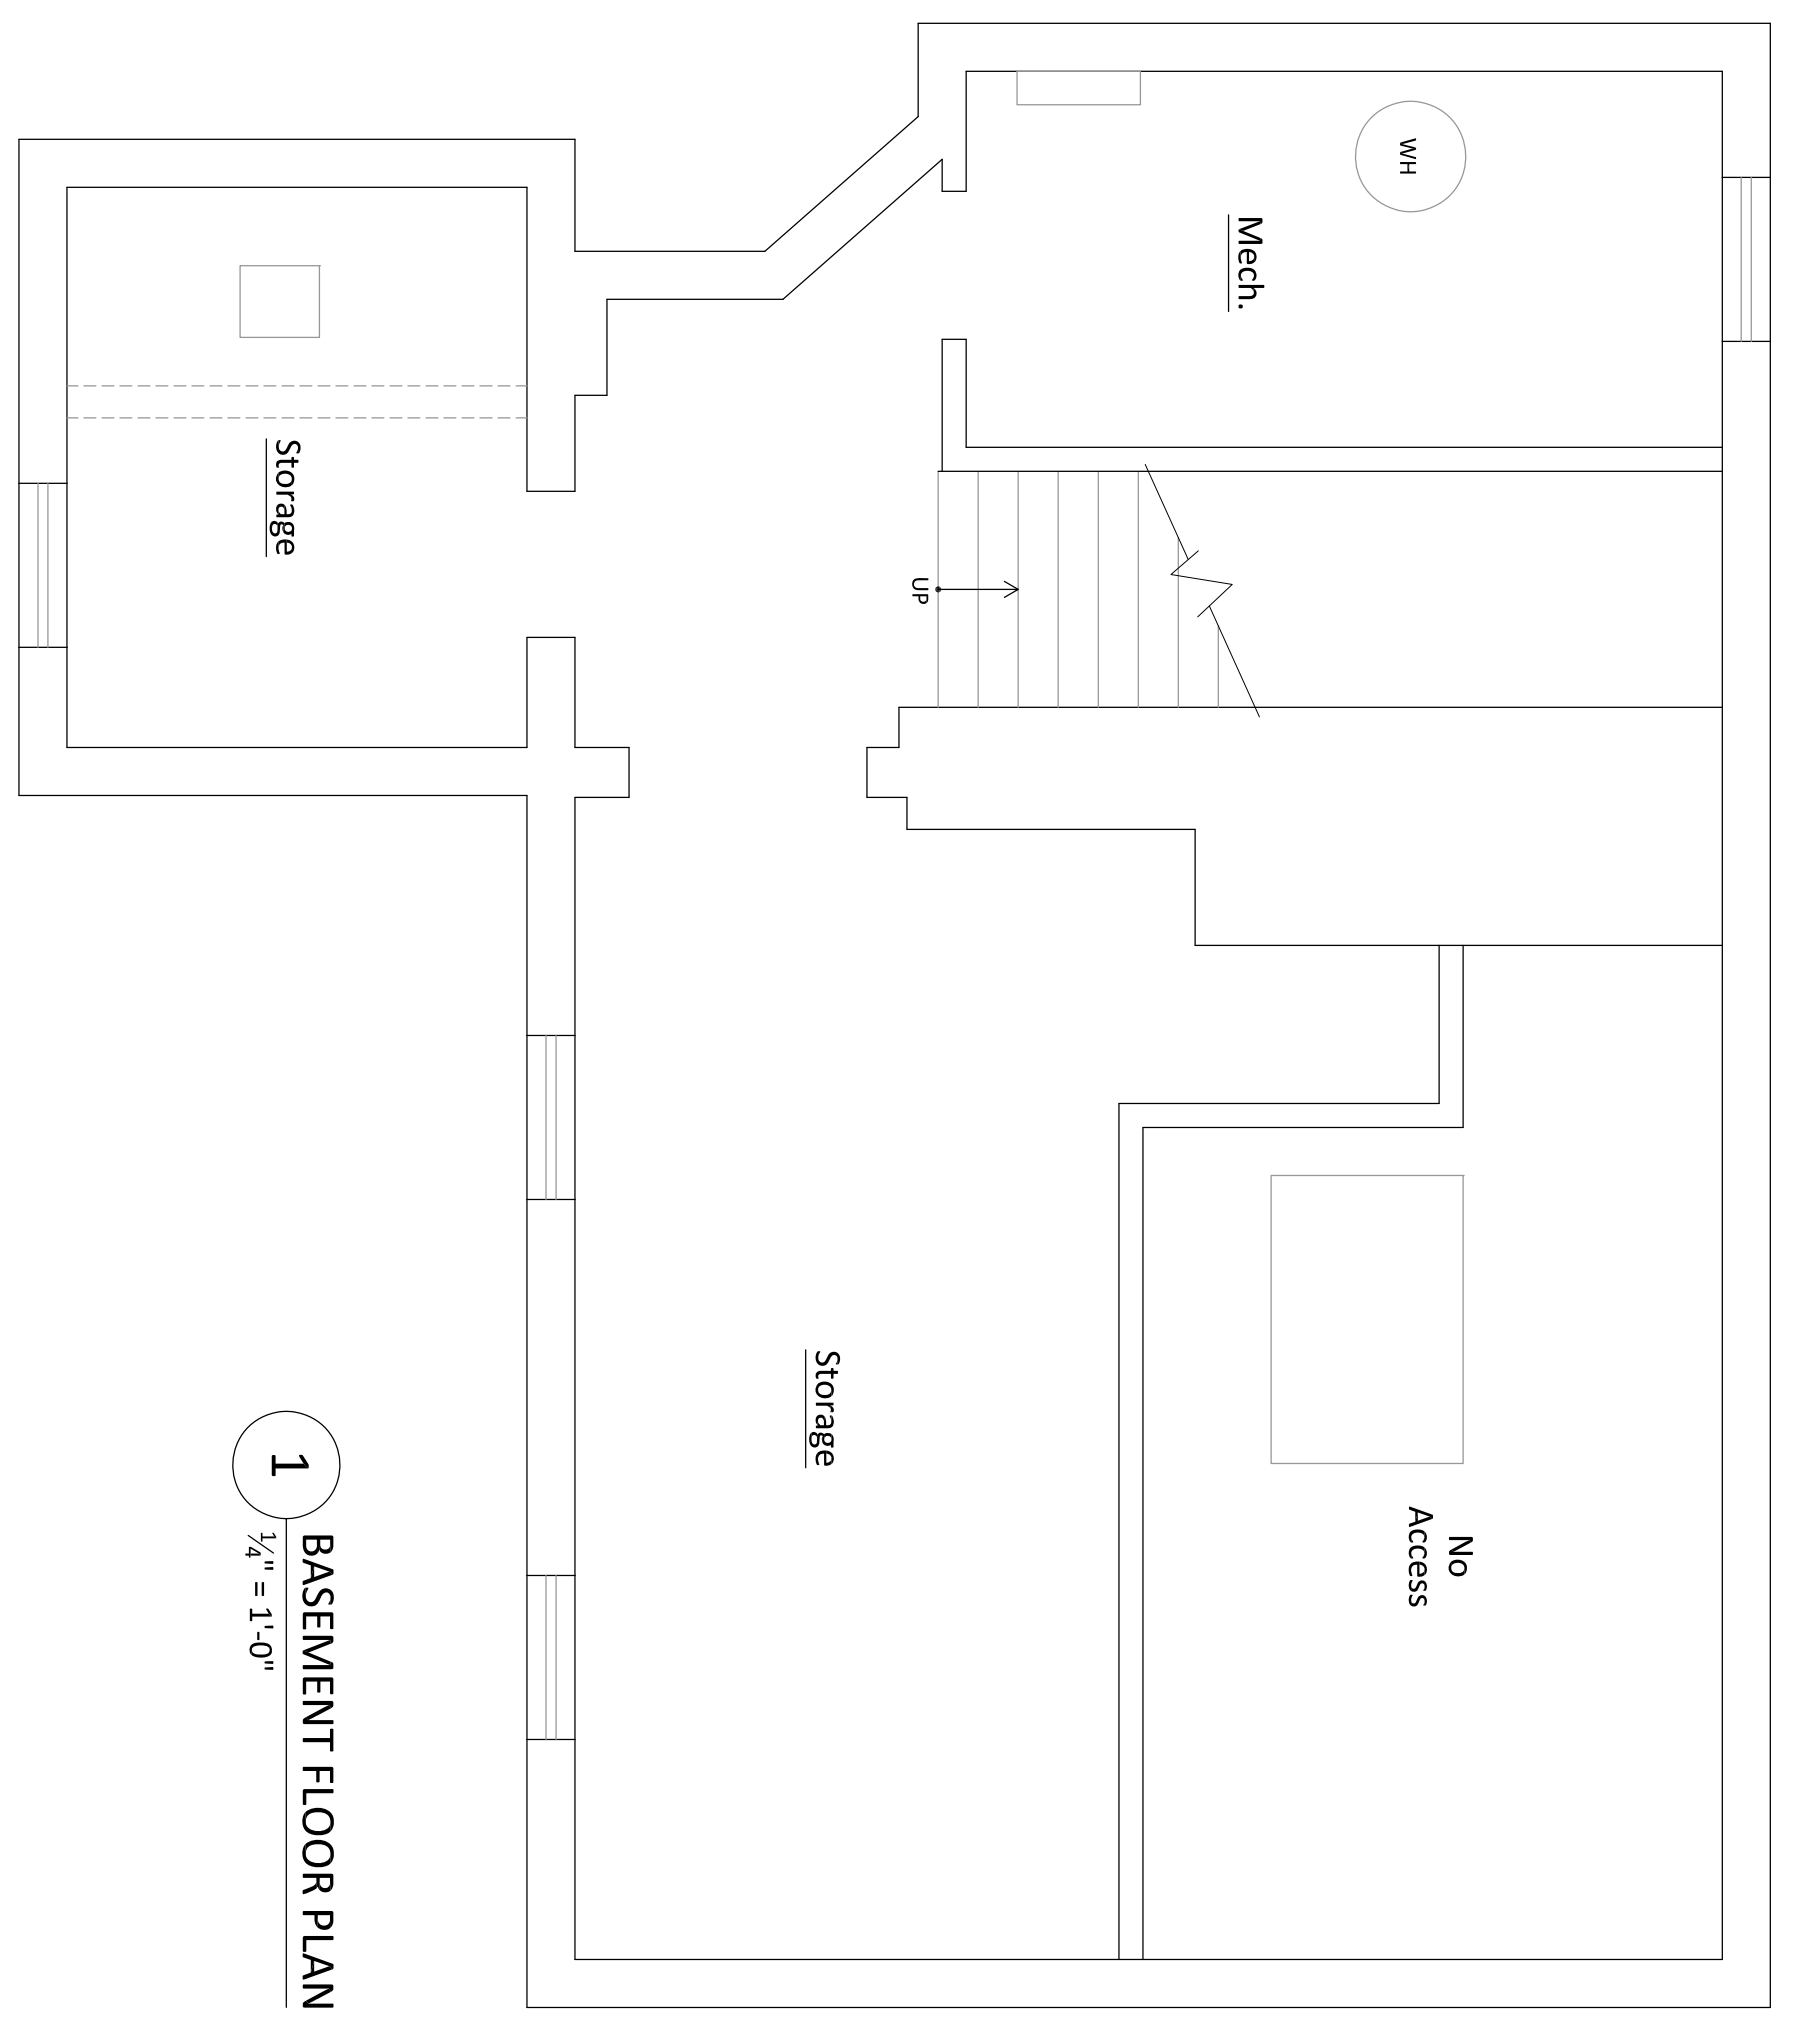 WH
Mech.
Storage
UP
Storage
No
Access
1
BASEMENT FLOOR PLAN
¼" = 1'-0"